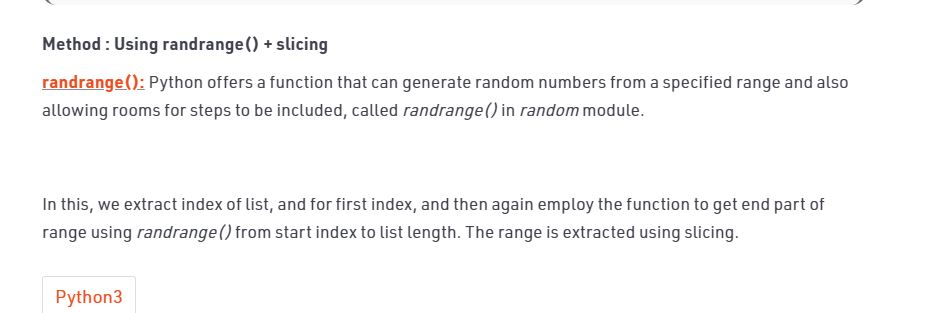 Method : Using randrange() + slicing
randrange(): Python offers a function that can generate random numbers from a specified range and also
allowing rooms for steps to be included, called randrange() in random module.
In this, we extract index of list, and for first index, and then again employ the function to get end part of
range using randrange() from start index to list length. The range is extracted using slicing.
Python3